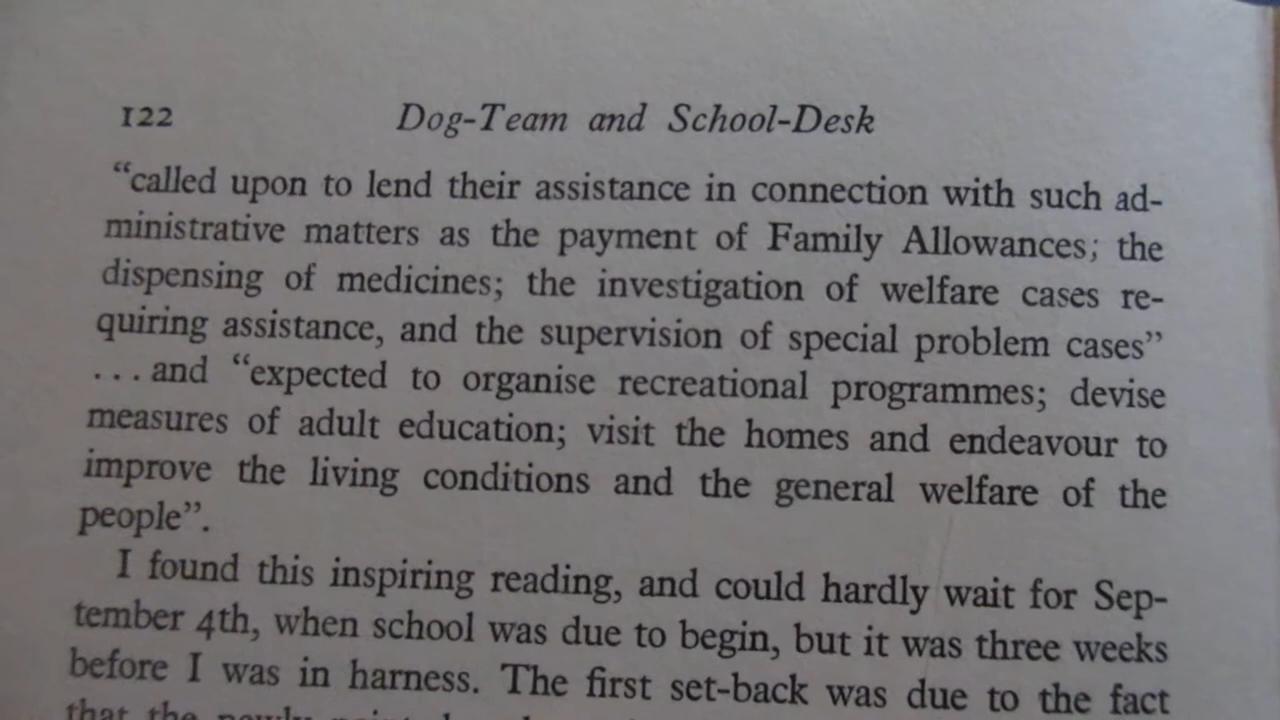 122 Dog-Team and School-Desk
“called upon to lend their assistance in connection with such ad-
ministrative matters as the payment of Family Allowances; the
dispensing of medicines; the investigation of welfare cases re-
quiring assistance, and the supervision of special problem cases”
... and “expected to organise recreational programmes; devise
measures of adult education; visit the homes and endeavour to
improve the living conditions and the general welfare of the
people”.
I found this inspiring reading, and could hardly wait for Sep-
tember 4th, when school was due to begin, but it was three weeks
before I was in harness. The first set-back was due to the fact
that the newly